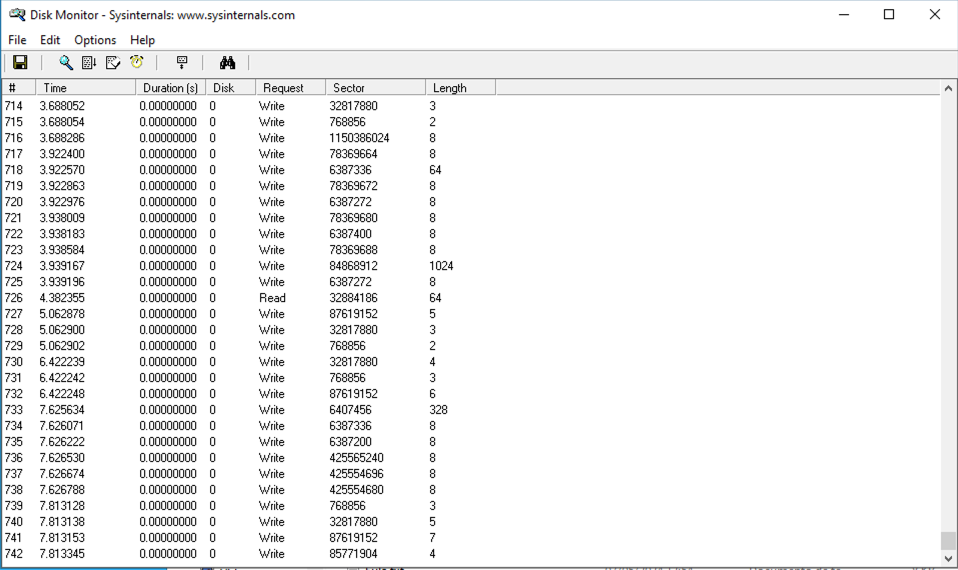 Disk Monitor - Sysinternals: www.sysinternals.com
File Edit Options Help
# Time Duration (s) Disk Request Sector Length
714 3.688052 0.00000000 0 Write 32817880 3
715 3.688054 0.00000000 0 Write 768856 2
716 3.688286 0.00000000 0 Write 1150386024 8
717 3.922400 0.00000000 0 Write 78369664 8
718 3.922570 0.00000000 0 Write 6387336 64
719 3.922863 0.00000000 0 Write 78369672 8
720 3.922976 0.00000000 0 Write 6387272 8
721 3.938009 0.00000000 0 Write 78369680 8
722 3.938183 0.00000000 0 Write 6387400 8
723 3.938584 0.00000000 0 Write 78369688 8
724 3.939167 0.00000000 0 Write 84868912 1024
725 3.939196 0.00000000 0 Write 6387272 8
726 4.382355 0.00000000 0 Read 32884186 64
727 5.062878 0.00000000 0 Write 87619152 5
728 5.062900 0.00000000 0 Write 32817880 3
729 5.062902 0.00000000 0 Write 768856 2
730 6.422239 0.00000000 0 Write 32817880 4
731 6.422242 0.00000000 0 Write 768856 3
732 6.422248 0.00000000 0 Write 87619152 6
733 7.625634 0.00000000 0 Write 6407456 328
734 7.626071 0.00000000 0 Write 6387336 8
735 7.626222 0.00000000 0 Write 6387200 8
736 7.626530 0.00000000 0 Write 425565240 8
737 7.626674 0.00000000 0 Write 425554696 8
738 7.626788 0.00000000 0 Write 425554680 8
739 7.813128 0.00000000 0 Write 768856 3
740 7.813138 0.00000000 0 Write 32817880 5
741 7.813153 0.00000000 0 Write 87619152 7
742 7.813345 0.00000000 0 Write 85771904 4